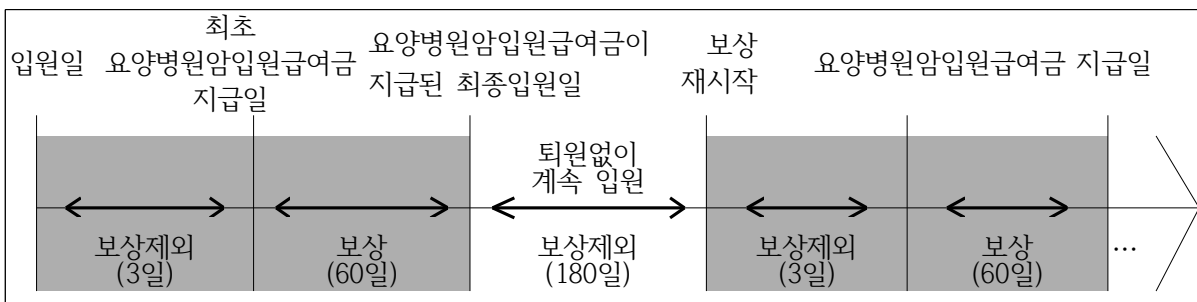 입원일
최초
요양병원암입원급여금
지급일
요양병원암입원급여금이
지급된 최종입원일
보상
재시작
요양병원암입원급여금 지급일
퇴원없이
계속 입원
보상제외
(3일)
보상
(60일)
보상제외
(180일)
보상제외
(3일)
보상
(60일)
...